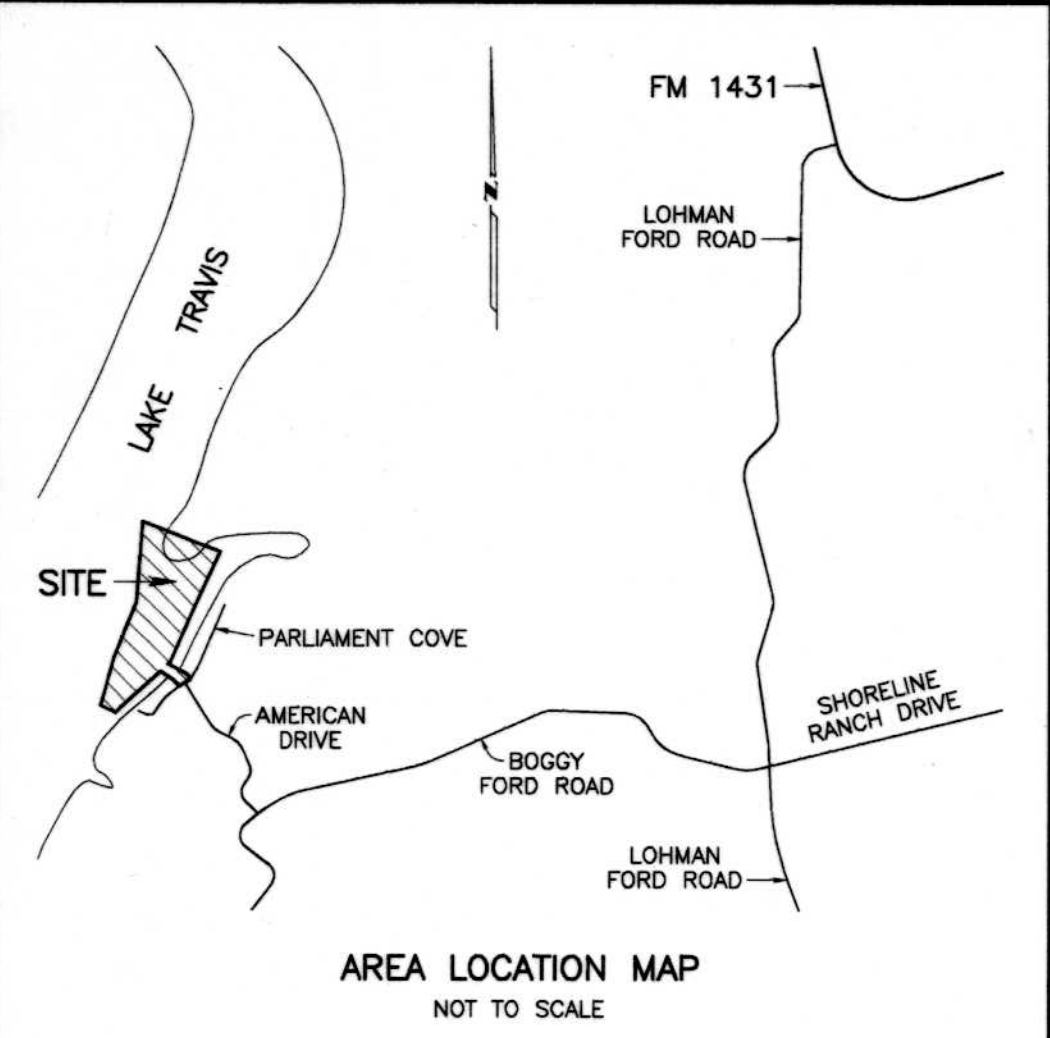 FM 1431
N
LOHMAN
FORD ROAD
LAKE TRAVIS
SITE
PARLIAMENT COVE
AMERICAN
DRIVE
SHORELINE
RANCH DRIVE
BOGGY
FORD ROAD
LOHMAN
FORD ROAD
AREA LOCATION MAP
NOT TO SCALE